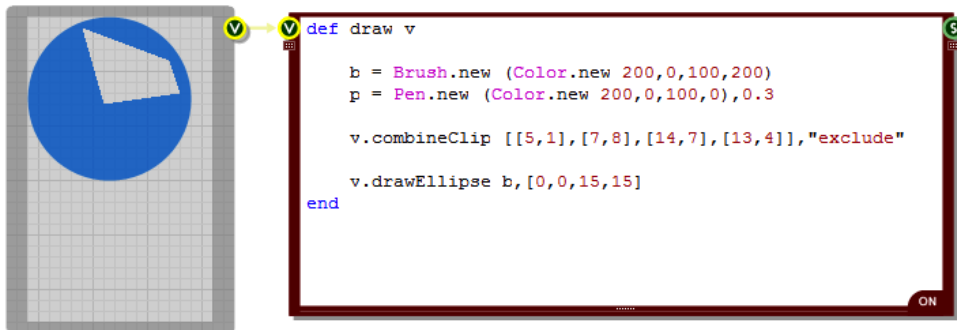 V
V
S
def draw v
b = Brush.new (Color.new 200,0,100,200)
p = Pen.new (Color.new 200,0,100,0),0.3
v.combineClip [[5,1],[7,8],[14,7],[13,4]],"exclude"
v.drawEllipse b,[0,0,15,15]
end
ON